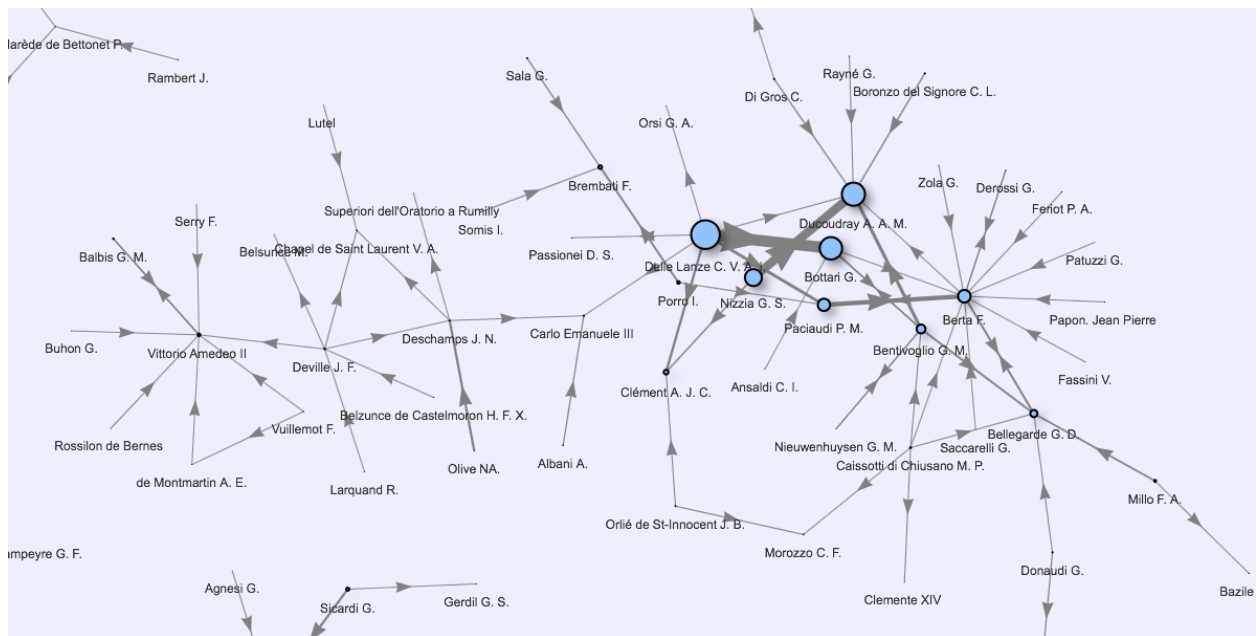 larède de Bettonet P.
Rambert J.
Sala G.
Rayné G.
Di Gros C.
Boronzo del Signore C. L.
Lutel
Orsi G. A.
Brembati F.
Zola G.
Derossi G.
Feriot P. A.
Serry F.
Superiori dell'Oratorio a Rumilly
Somis I.
Ducoudray A. A. M.
Balbis G. M.
Belsunce M.
Chapel de Saint Laurent V. A.
Passionei D. S.
Delle Lanze C. V. A. I.
Bottari G.
Patuzzi G.
Porro I.
Nizzia G. S.
Paciaudi P. M.
Berta F.
Papon. Jean Pierre
Buhon G.
Vittorio Amedeo II
Deschamps J. N.
Carlo Emanuele III
Bentivoglio G. M.
Deville J. F.
Clément A. J. C.
Ansaldi C. I.
Fassini V.
Belzunce de Castelmoron H. F. X.
Vuillemot F.
Bellegarde G. D.
Rossilon de Bernes
Nieuwenhuysen G. M.
Saccarelli G.
Olive NA.
Albani A.
Caissotti di Chiusano M. P.
de Montmartin A. E.
Larquand R.
Millo F. A.
Orlié de St-Innocent J. B.
Morozzo C. F.
ampeyre G. F.
Donaudi G.
Agnesi G.
Sicardi G.
Gerdil G. S.
Clemente XIV
Bazile